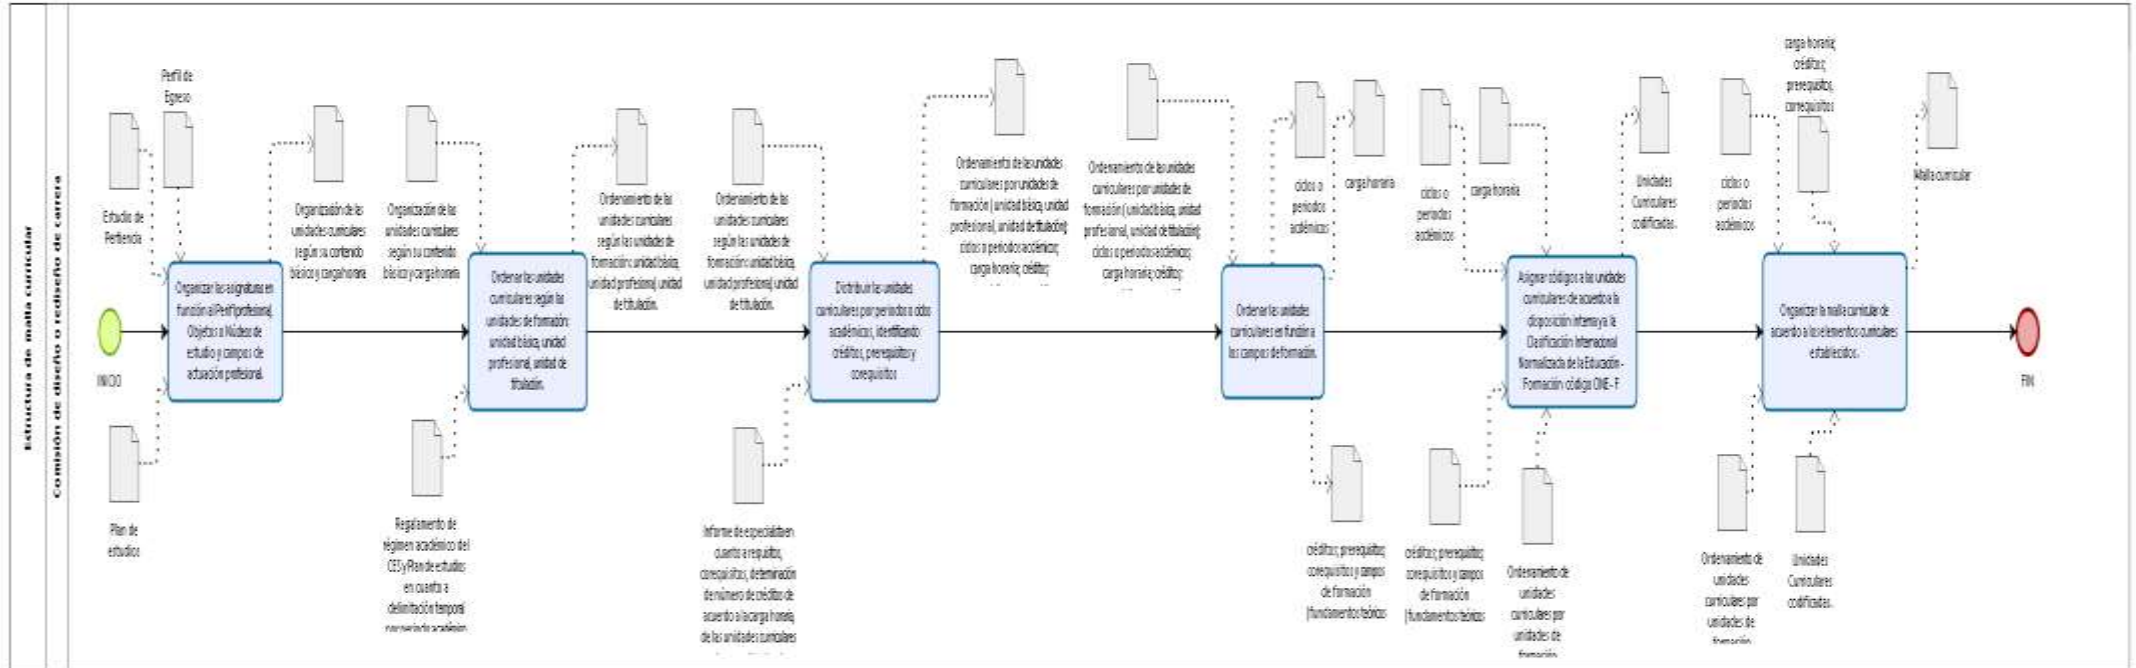 Estructura de malla curricular
Comisión de diseño o rediseño de carrera
INICIO
Estudio de
Pertiencia
Perfil de
Egreso
Plan de
estudios
Organizar las asignaturas en
función al Perfil profesional,
Objetos o Núcleos de
estudio y campos de
actuación profesional.
Organización de las
unidades curriculares
según su contenido
básico y carga horaria
Organización de las
unidades curriculares
según su contenido
básico y carga horaria
Regalamento de
régimen académico del
CES y Plan de estudios
en cuanto a
delimitación temporal
por periodo académico
Ordenar las unidades
curriculares según las
unidades de formación:
unidad básica, unidad
profesional, unidad de
titulación.
Ordenamiento de las
unidades curriculares
según las unidades de
formación: unidad básica,
unidad profesional, unidad
de titulación.
Ordenamiento de las
unidades curriculares
según las unidades de
formación: unidad básica,
unidad profesional, unidad
de titulación.
Informe de especialista en
cuanto a requisitos,
corequisitos, determinación
de número de créditos de
acuerdo a la carga horaria,
de las unidades curriculares
Distribuir las unidades
curriculares por periodos o ciclos
académicos, identificando
créditos, prerequisitos y
corequisitos
Ordenamiento de las unidades
curriculares por unidades de
formación ( unidad básica, unidad
profesional, unidad de titulación);
ciclos o periodos académicos;
carga horaria; créditos;
Ordenamiento de las unidades
curriculares por unidades de
formación ( unidad básica, unidad
profesional, unidad de titulación);
ciclos o periodos académicos;
carga horaria; créditos;
Ordenar las unidades
curriculares en función a
los campos de formación.
ciclos o
periodos
académicos
carga horaria
créditos; prerequisitos;
corequisitos y campos
de formación
(fundamentos teóricos
ciclos o
periodos
académicos
carga horaria
créditos; prerequisitos;
corequisitos y campos
de formación
(fundamentos teóricos
Ordenamiento de
unidades
curriculares por
unidades de
formación
Asignar códigos a las unidades
curriculares de acuerdo a la
disposición interna y a la
Clasificación Internacional
Normalizada de la Educación -
Formación código CINE - F
Unidades
Curriculares
codificadas.
ciclos o
periodos
académicos
carga horaria;
créditos;
prerequisitos,
correquisitos
Ordenamiento de
unidades
curriculares por
unidades de
formación
Unidades
Curriculares
codificadas.
Organizar la malla curricular de
acuerdo a los elementos curriculares
establecidos.
Malla curricular
FIN